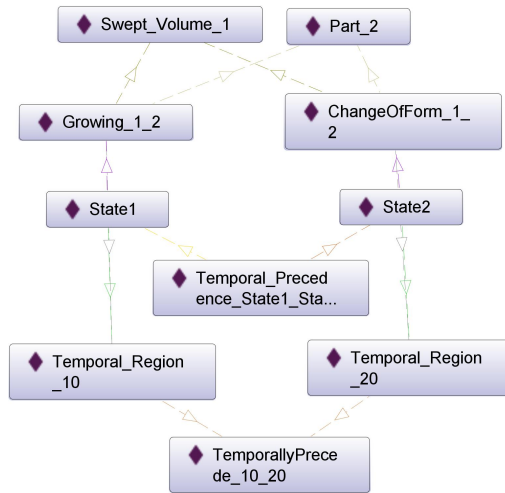 Swept_Volume_1
Part_2
Growing_1_2
ChangeOfForm_1_
2
State1
State2
Temporal_Preced
ence_State1_Sta...
Temporal_Region
_10
Temporal_Region
_20
TemporallyPrece
de_10_20